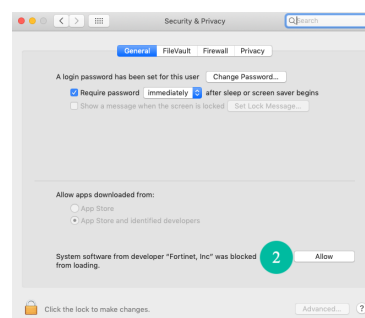 Security & Privacy
Search
General FileVault Firewall Privacy
A login password has been set for this user Change Password...
Require password immediately after sleep or screen saver begins
Show a message when the screen is locked Set Lock Message...
Allow apps downloaded from:
App Store
App Store and identified developers
System software from developer "Fortinet, Inc" was blocked 2 Allow
from loading.
Click the lock to make changes. Advanced... ?